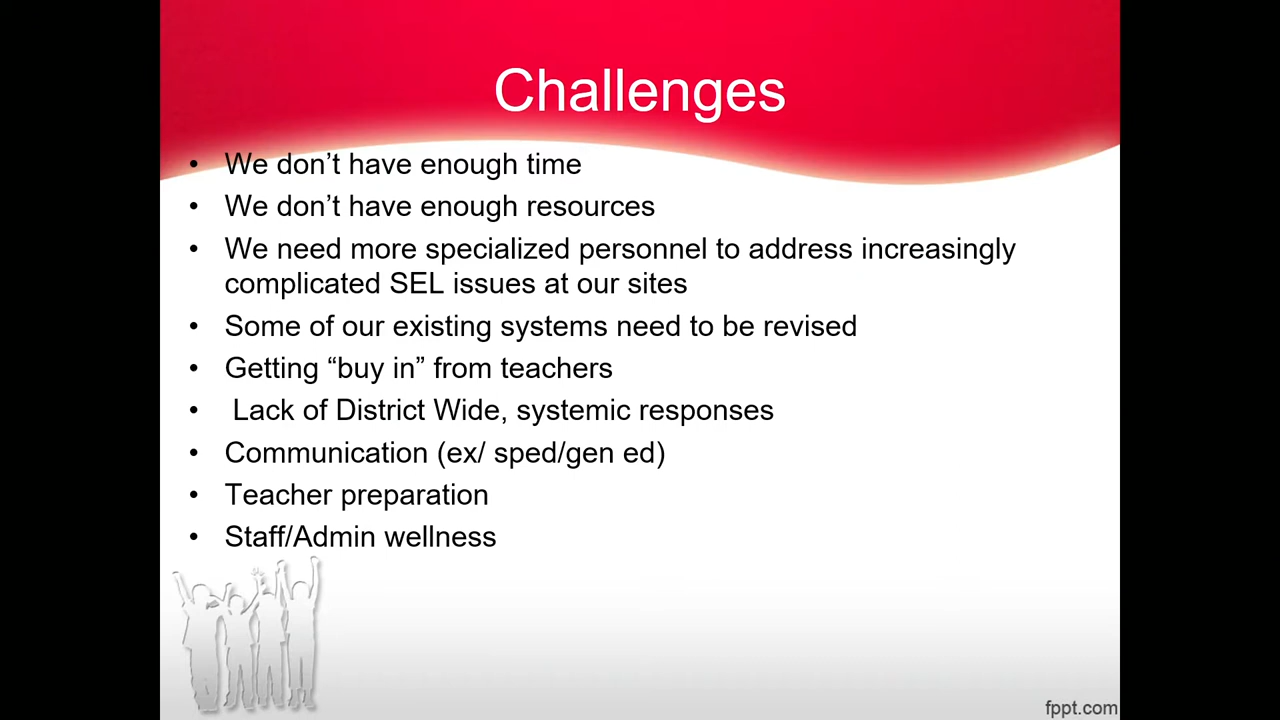 Challenges
• We don’t have enough time
• We don’t have enough resources
• We need more specialized personnel to address increasingly
complicated SEL issues at our sites
• Some of our existing systems need to be revised
• Getting “buy in” from teachers
• Lack of District Wide, systemic responses
• Communication (ex/ sped/gen ed)
• Teacher preparation
• Staff/Admin wellness
fppt.com